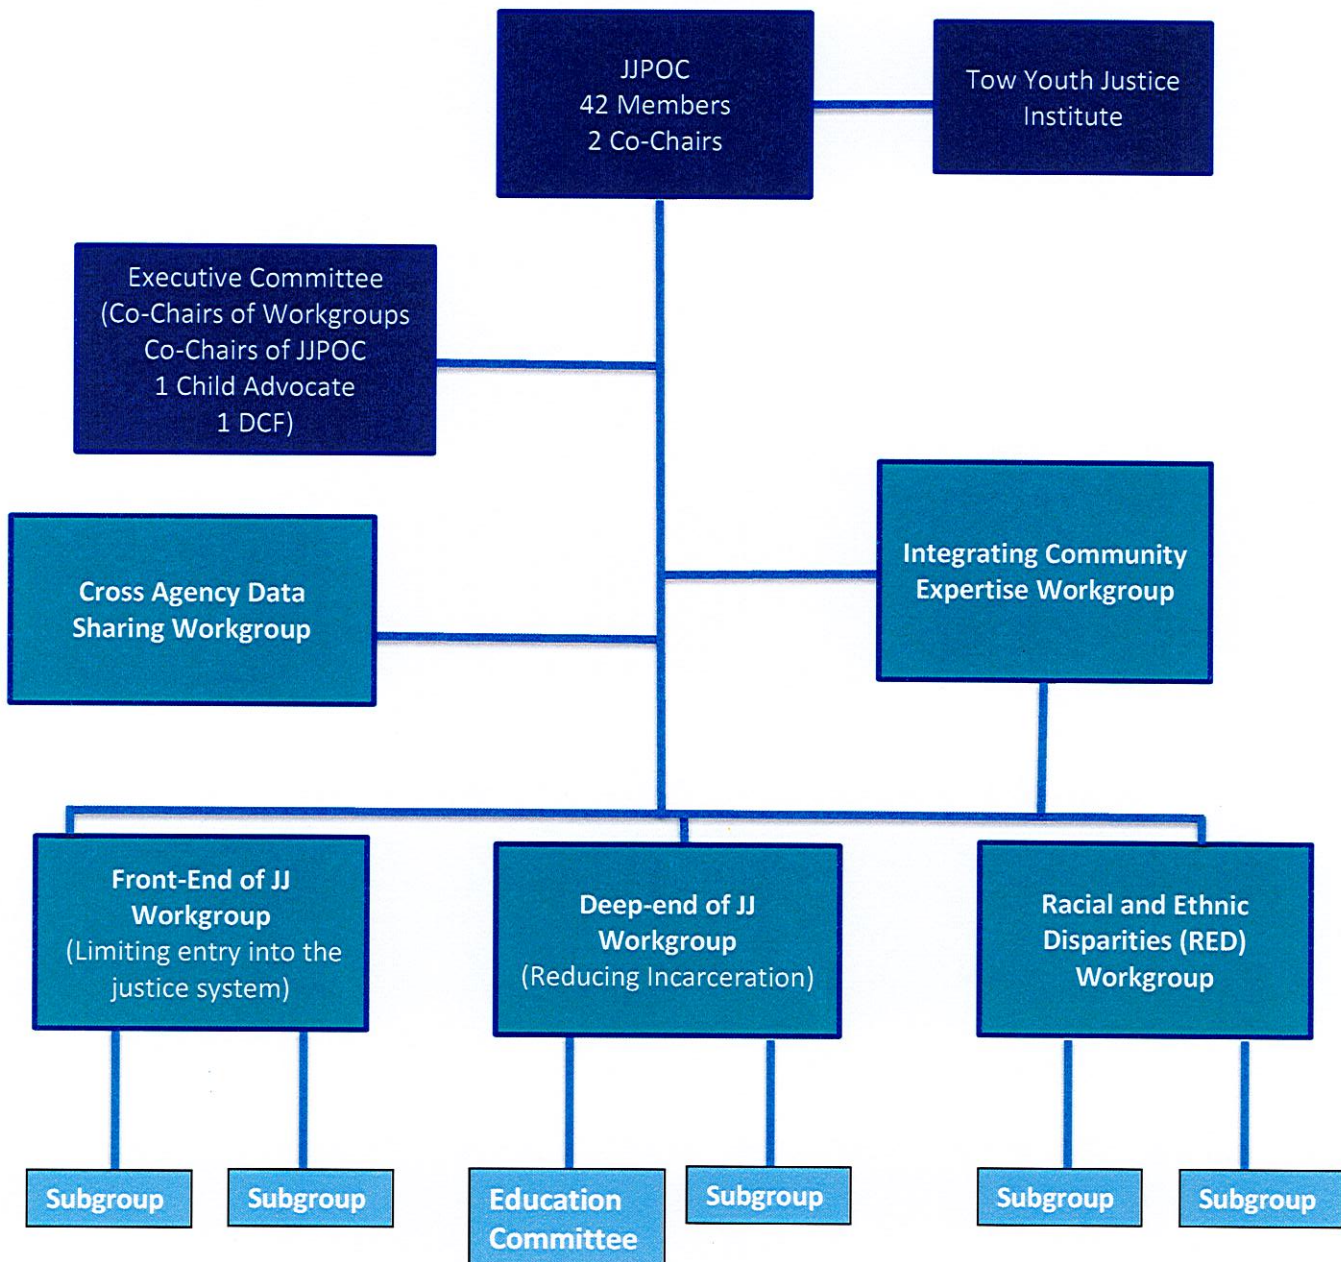 JJPOC
42 Members
2 Co-Chairs
Tow Youth Justice
Institute
Executive Committee
(Co-Chairs of Workgroups
Co-Chairs of JJPOC
1 Child Advocate
1 DCF)
Integrating Community
Expertise Workgroup
Cross Agency Data
Sharing Workgroup
Front-End of JJ
Workgroup
(Limiting entry into the
justice system)
Deep-end of JJ
Workgroup
(Reducing Incarceration)
Racial and Ethnic
Disparities (RED)
Workgroup
Subgroup
Subgroup
Education
Committee
Subgroup
Subgroup
Subgroup